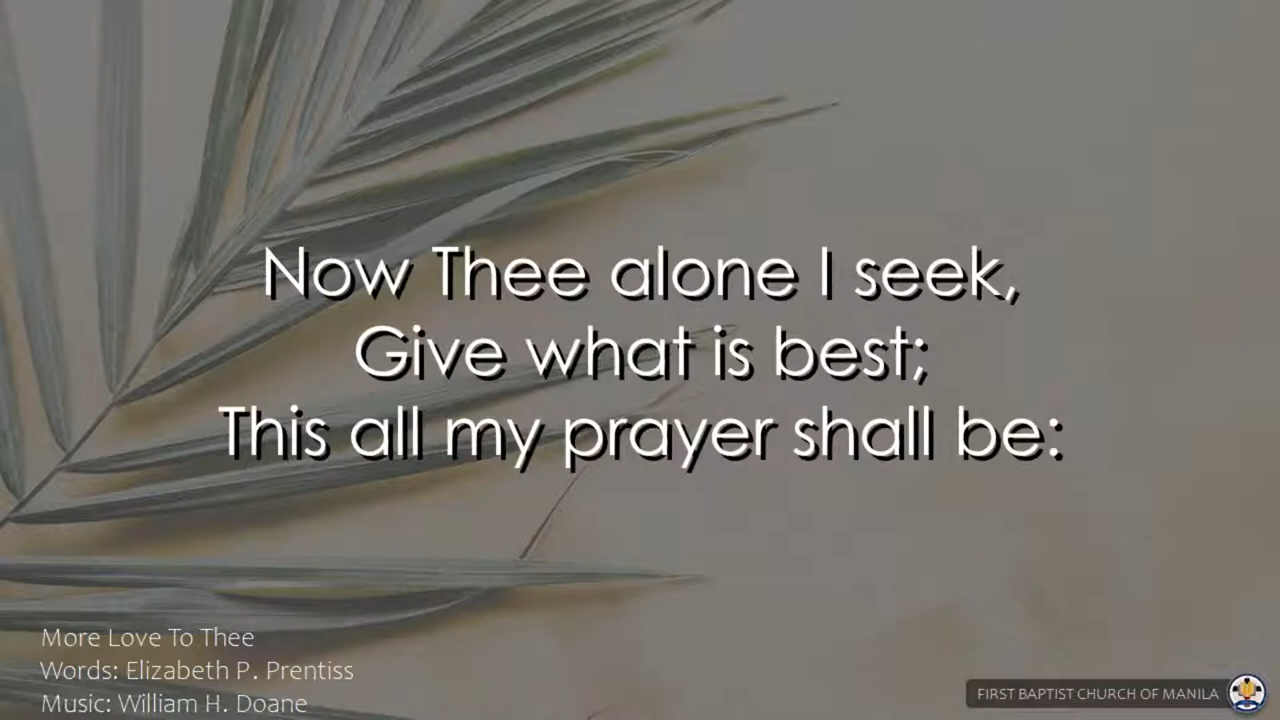 Now Thee alone I seek,
Give what is best;
This all my prayer shall be:
More Love To Thee
Words: Elizabeth P. Prentiss
Music: William H. Doane
FIRST BAPTIST CHURCH OF MANILA